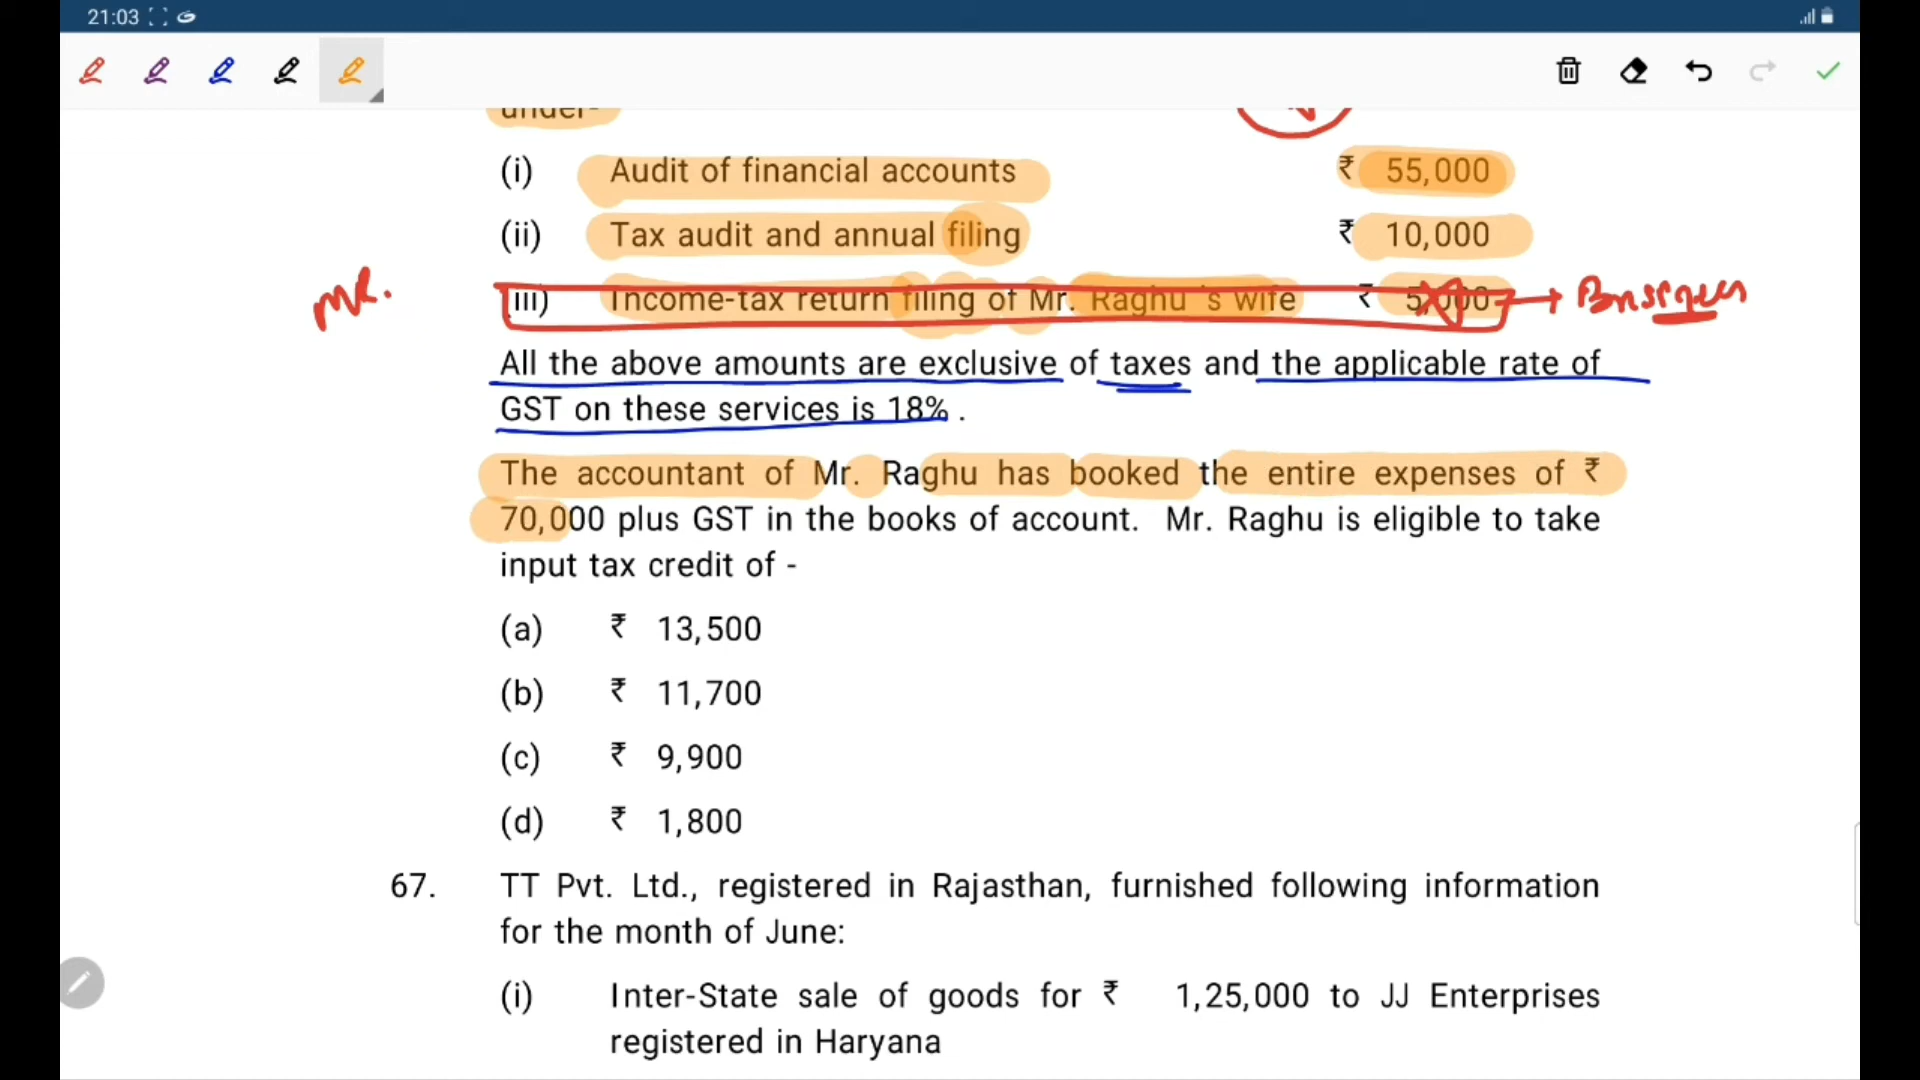 21:03
under-
(i) Audit of financial accounts ₹ 55,000
(ii) Tax audit and annual filing ₹ 10,000
MR.
(iii) Income-tax return filing of Mr. Raghu 's wife ₹ 5,000
All the above amounts are exclusive of taxes and the applicable rate of
GST on these services is 18% .
The accountant of Mr. Raghu has booked the entire expenses of ₹
70,000 plus GST in the books of account. Mr. Raghu is eligible to take
input tax credit of -
(a) ₹ 13,500
(b) ₹ 11,700
(c) ₹ 9,900
(d) ₹ 1,800
67. TT Pvt. Ltd., registered in Rajasthan, furnished following information
for the month of June:
(i) Inter-State sale of goods for ₹ 1,25,000 to JJ Enterprises
registered in Haryana